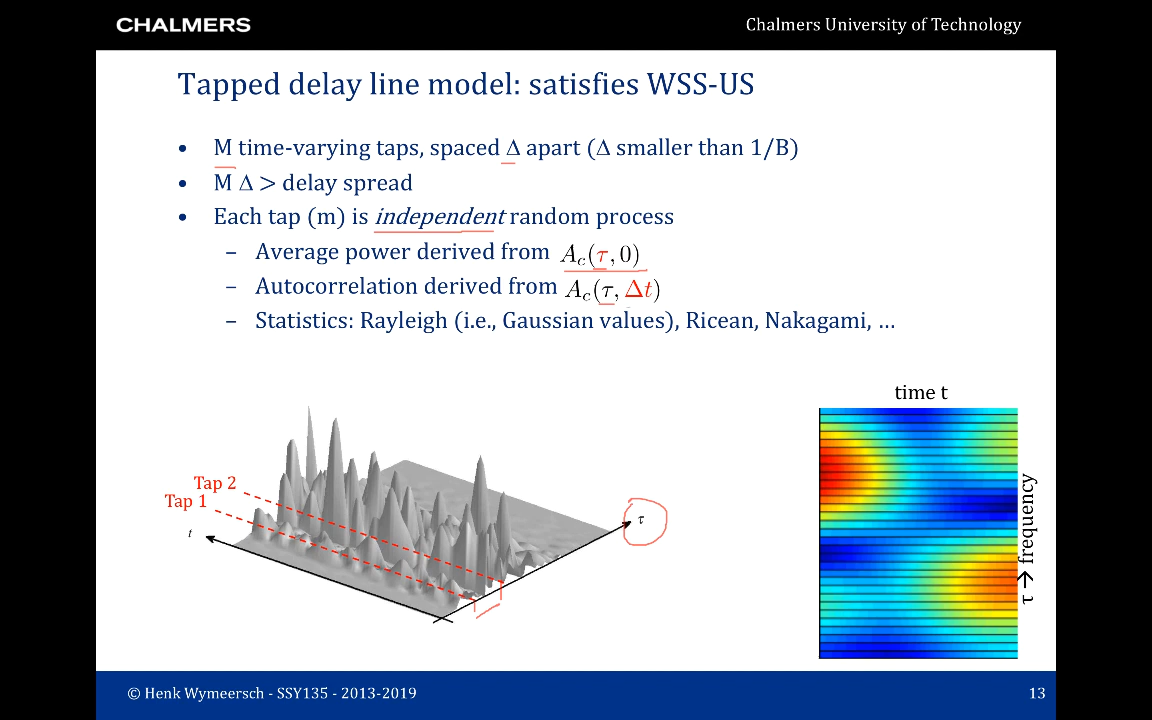 CHALMERS
Chalmers University of Technology
Tapped delay line model: satisfies WSS-US
• M time-varying taps, spaced Δ apart (Δ smaller than 1/B)
• M Δ > delay spread
• Each tap (m) is independent random process
– Average power derived from A_c(τ, 0)
– Autocorrelation derived from A_c(τ, Δt)
– Statistics: Rayleigh (i.e., Gaussian values), Ricean, Nakagami, …
time t
Tap 2
Tap 1
t
τ
τ → frequency
© Henk Wymeersch - SSY135 - 2013-2019
13